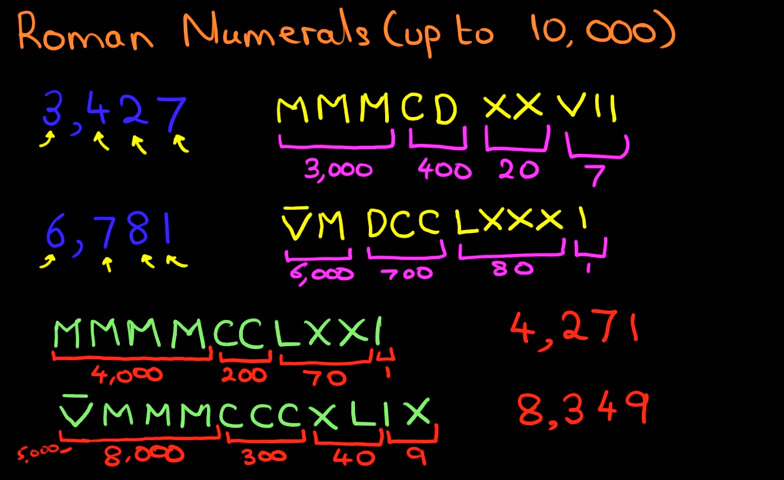 Roman Numerals (up to 10,000)
3,427 MMMCD XX VII
3,000 400 20 7
6,781 V̅M DCC LXXX I
6,000 700 80 1
MMMMCCLXXI 4,271
4,000 200 70 1
V̅MMMCCCXLIX 8,349
5,000 8,000 300 40 9